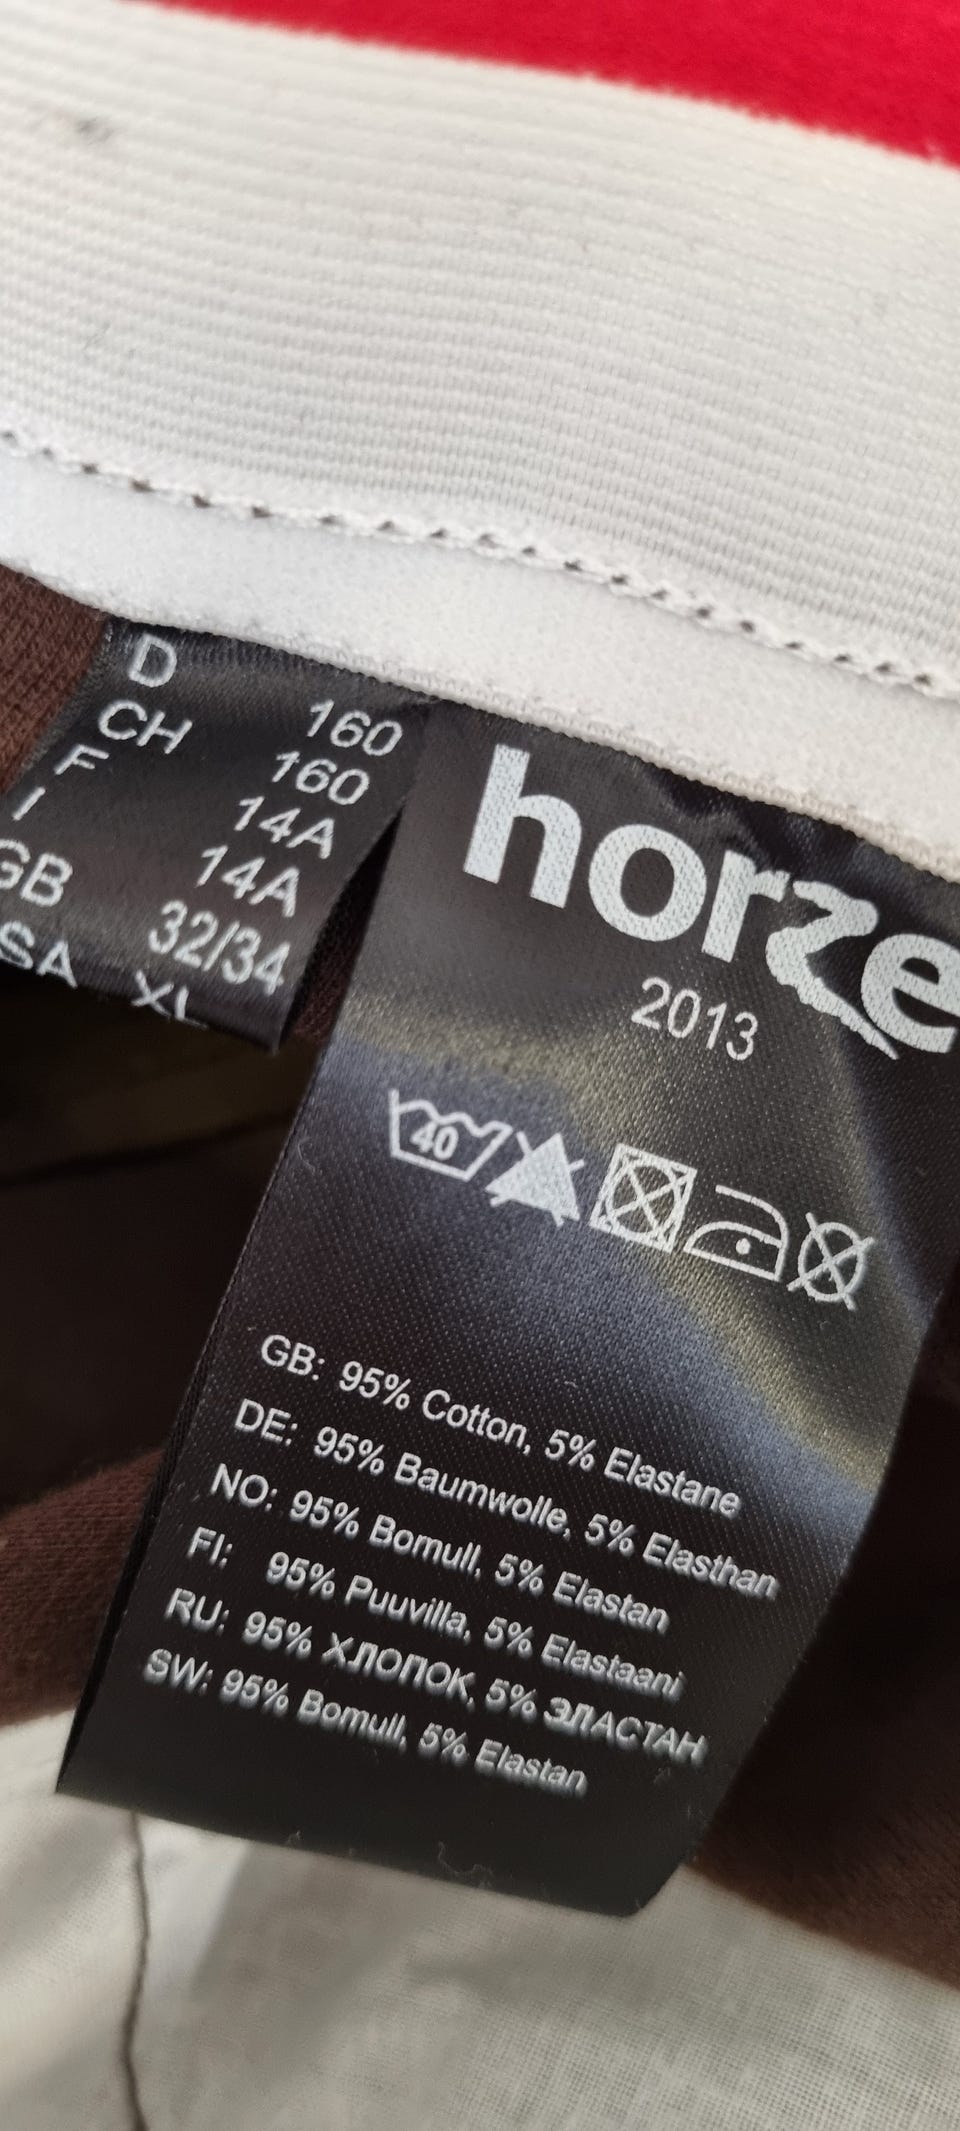 D 160
CH 160
F 14A
I 14A
GB 32/34
SA XL
horze
2013
40
GB: 95% Cotton, 5% Elastane
DE: 95% Baumwolle, 5% Elasthan
NO: 95% Bomull, 5% Elastan
FI: 95% Puuvilla, 5% Elastaani
RU: 95% ХЛОПОК, 5% ЭЛАСТАН
SW: 95% Bomull, 5% Elastan